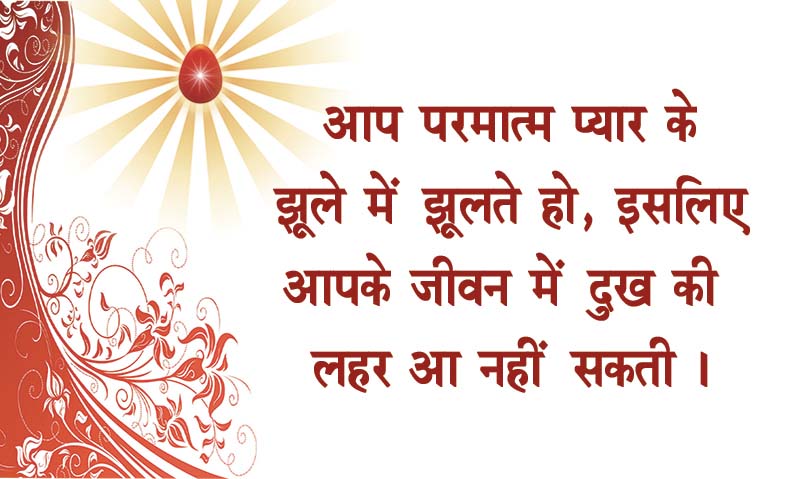 आप परमात्म प्यार के
झूले में झूलते हो, इसलिए
आपके जीवन में दुख की
लहर आ नहीं सकती ।